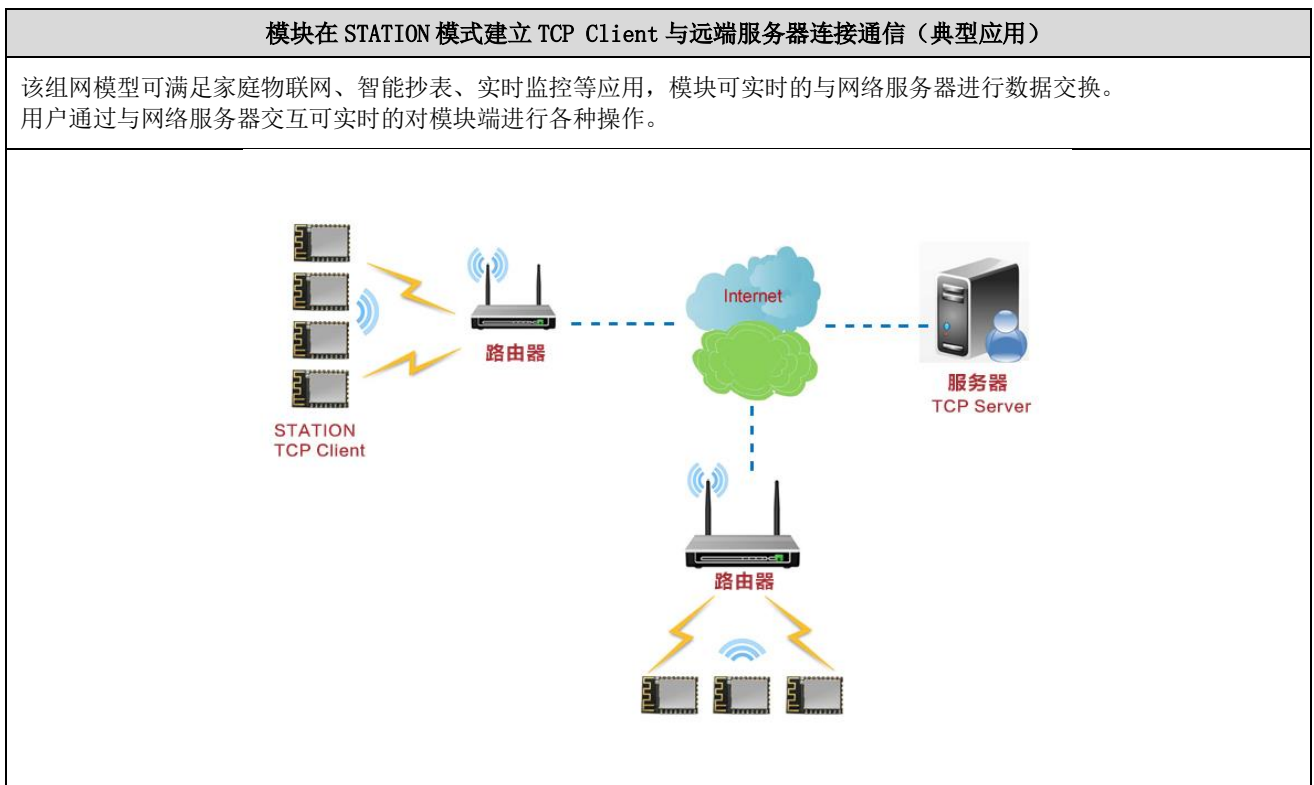 模块在 STATION 模式建立 TCP Client 与远端服务器连接通信（典型应用）
该组网模型可满足家庭物联网、智能抄表、实时监控等应用，模块可实时的与网络服务器进行数据交换。
用户通过与网络服务器交互可实时的对模块端进行各种操作。
Internet
路由器
服务器
TCP Server
STATION
TCP Client
路由器